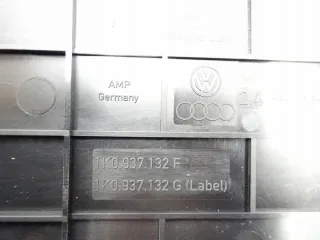 AMP
Germany
1K0.937.132 F
1K0.937.132 G (Label)